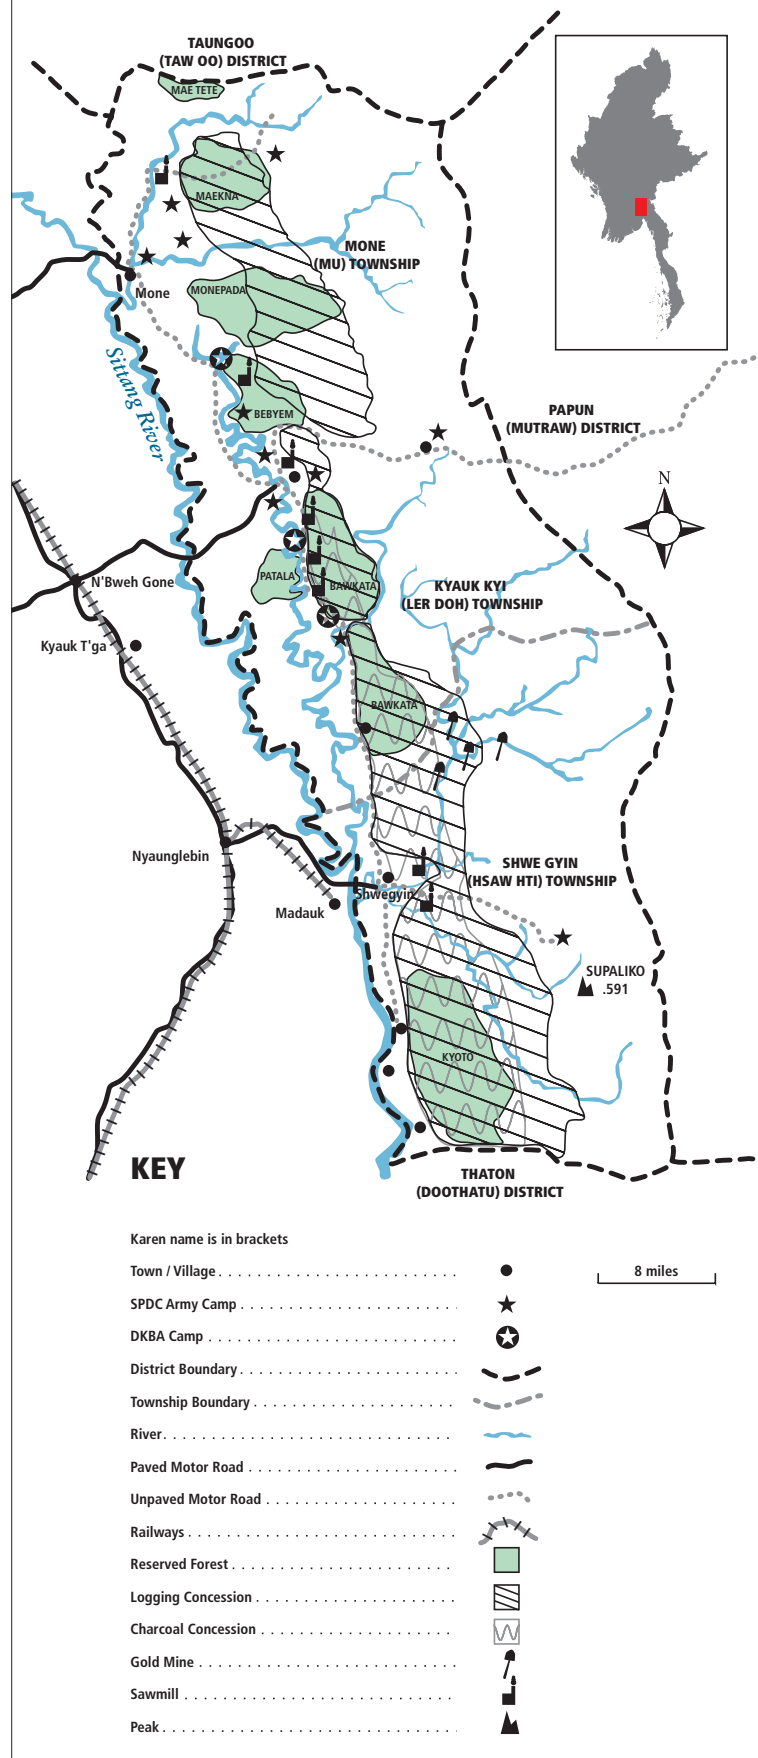 TAUNGOO
(TAW OO) DISTRICT
MAE TETE
MAEKNA
MONE
(MU) TOWNSHIP
Mone
MONEPADA
Sittang River
BEBYEM
PAPUN
(MUTRAW) DISTRICT
N
N'Bweh Gone
PATALA
BAWKATA
KYAUK KYI
(LER DOH) TOWNSHIP
Kyauk T'ga
BAWKATA
Nyaunglebin
SHWE GYIN
(HSAW HTI) TOWNSHIP
Shwegyin
Madauk
SUPALIKO
.591
KYOTO
KEY
THATON
(DOOTHATU) DISTRICT
Karen name is in brackets
Town / Village
8 miles
SPDC Army Camp
DKBA Camp
District Boundary
Township Boundary
River
Paved Motor Road
Unpaved Motor Road
Railways
Reserved Forest
Logging Concession
Charcoal Concession
Gold Mine
Sawmill
Peak